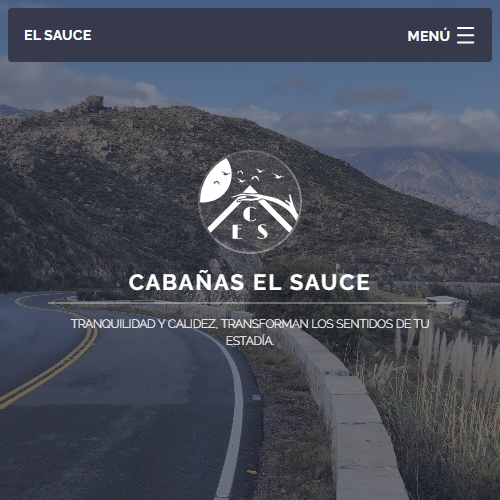 EL SAUCE
MENÚ
C
E S
CABAÑAS EL SAUCE
TRANQUILIDAD Y CALIDEZ, TRANSFORMAN LOS SENTIDOS DE TU
ESTADÍA.